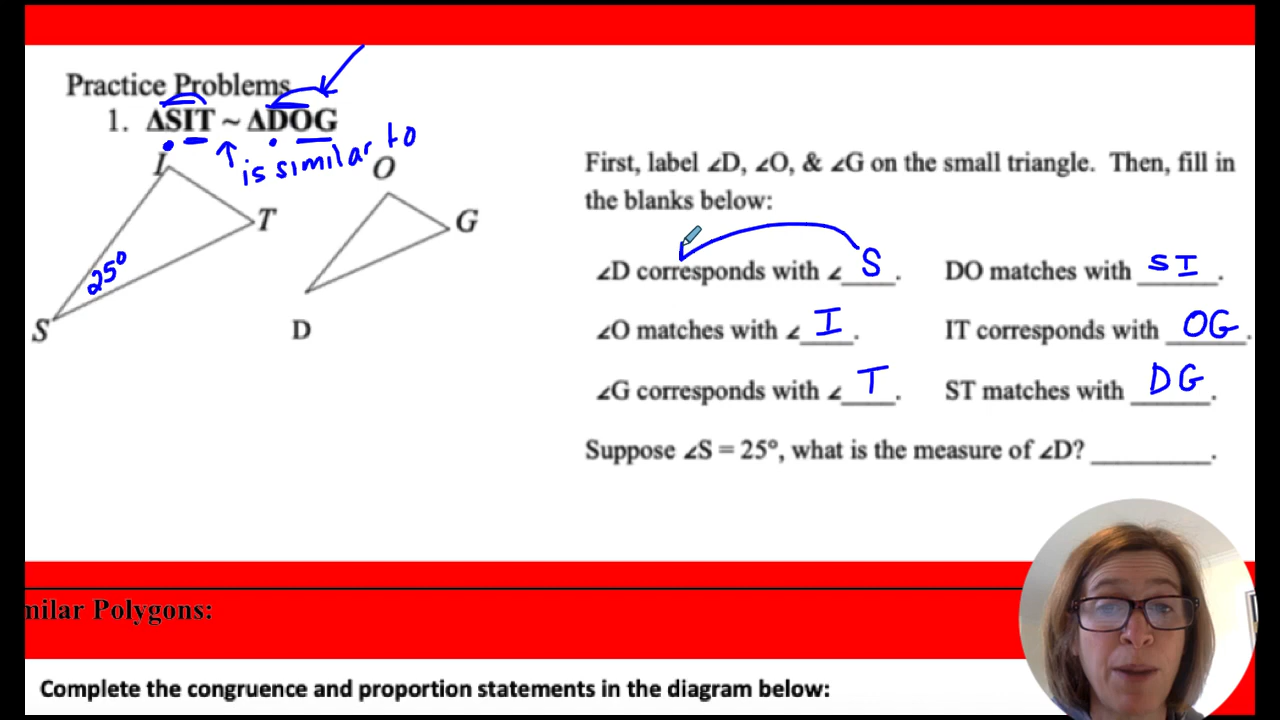 Practice Problems
1. ΔSIT ~ ΔDOG
is similar to
I
T
S
25°
O
G
D
First, label ∠D, ∠O, & ∠G on the small triangle. Then, fill in
the blanks below:
∠D corresponds with ∠ S. DO matches with SI.
∠O matches with ∠ I. IT corresponds with OG.
∠G corresponds with ∠ T. ST matches with DG.
Suppose ∠S = 25°, what is the measure of ∠D? __________.
milar Polygons:
Complete the congruence and proportion statements in the diagram below: